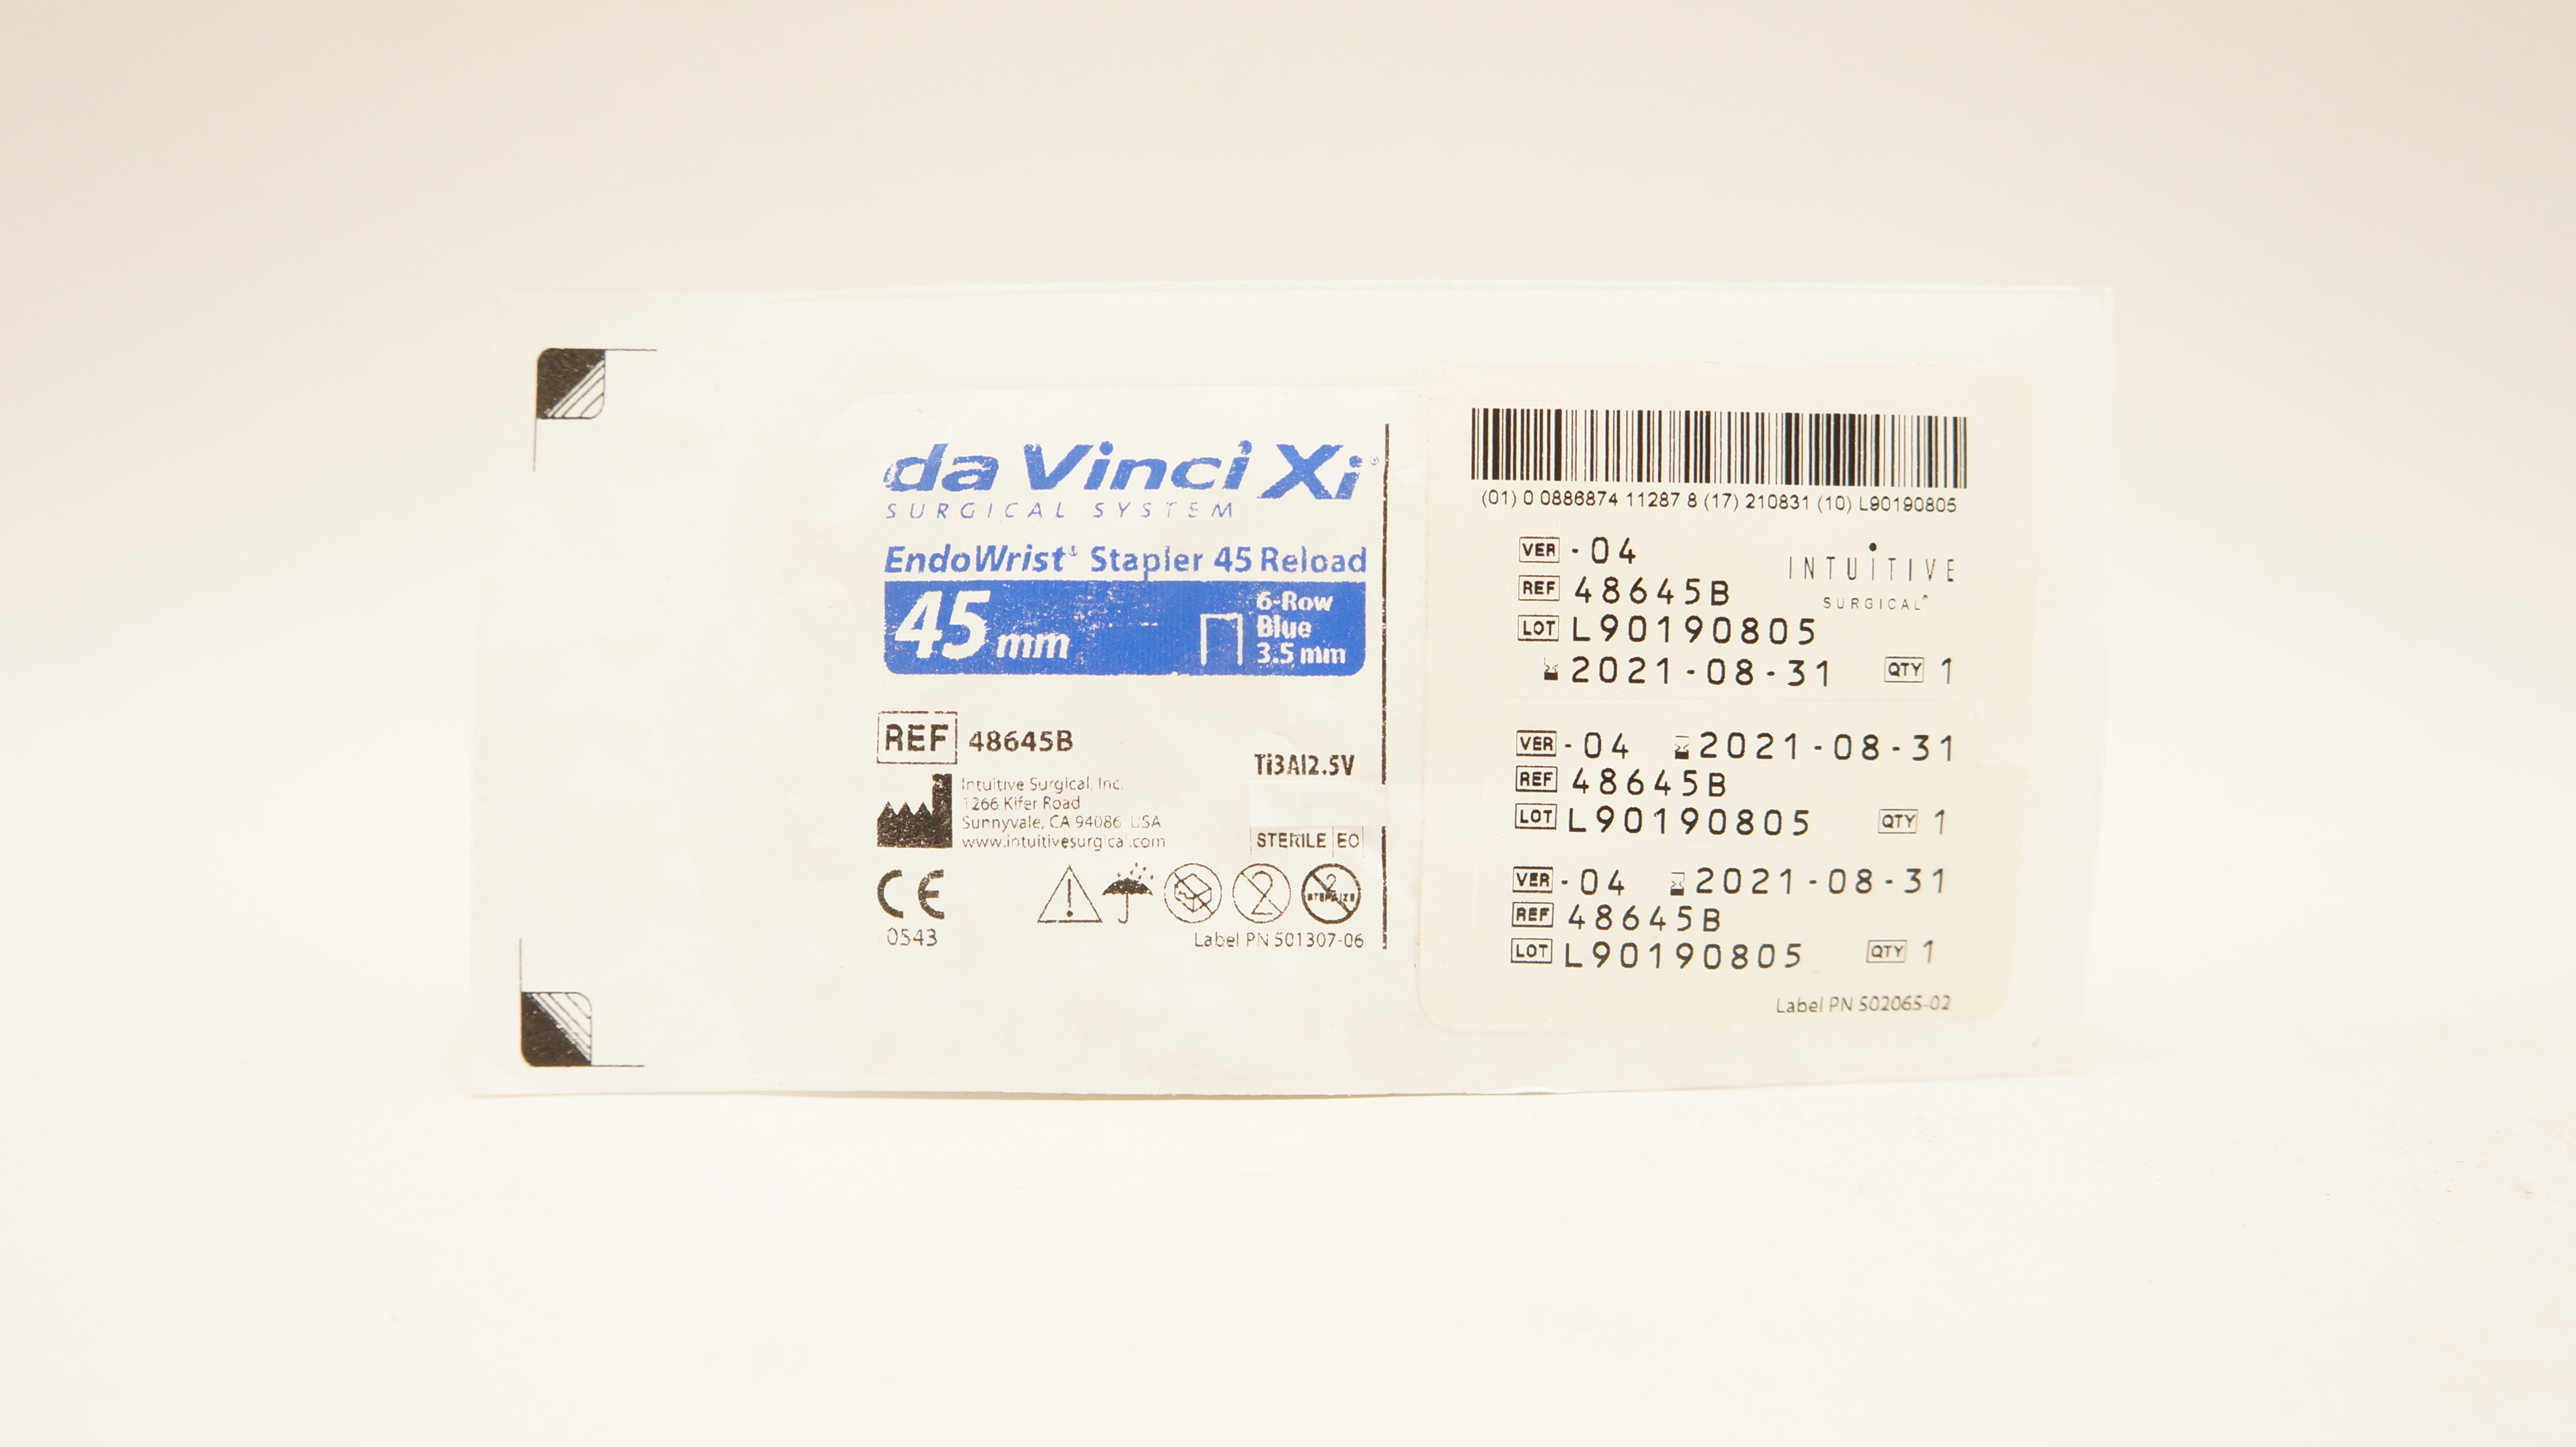 da Vinci Xi®
SURGICAL SYSTEM
EndoWrist® Stapler 45 Reload
45 mm
6-Row
Blue
3.5 mm
REF 48645B
Ti3Al2.5V
Intuitive Surgical, Inc.
1266 Kifer Road
Sunnyvale, CA 94086 USA
www.intuitivesurgical.com
STERILE EO
CE
0543
2
2
STERILIZE
Label PN 501307-06
(01) 0 0886874 11287 8 (17) 210831 (10) L90190805
VER -04
INTUITIVE
SURGICAL®
REF 48645B
LOT L90190805
2021-08-31 QTY 1
VER -04 2021-08-31
REF 48645B
LOT L90190805 QTY 1
VER -04 2021-08-31
REF 48645B
LOT L90190805 QTY 1
Label PN 502065-02